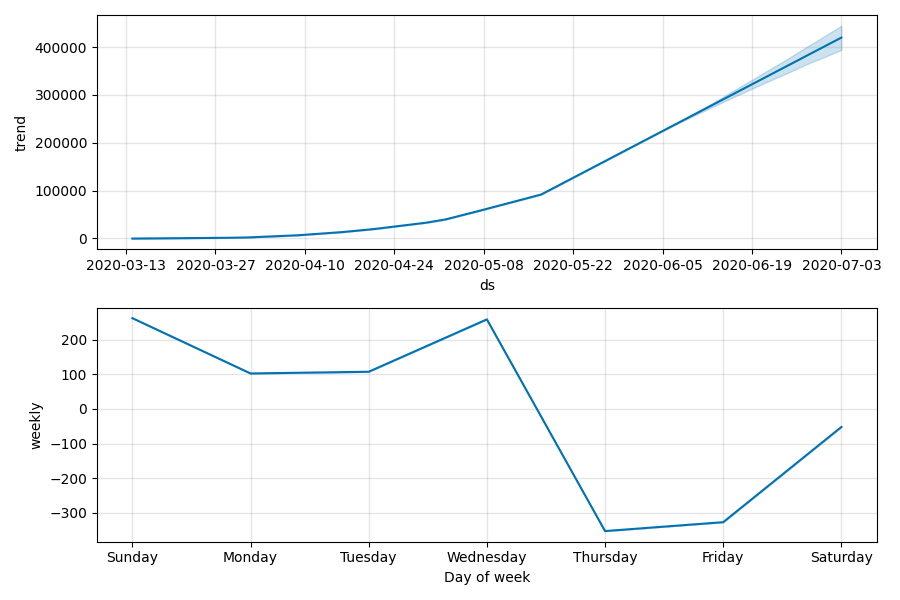 400000
300000
trend
200000
100000
0
2020-03-13 2020-03-27 2020-04-10 2020-04-24 2020-05-08 2020-05-22 2020-06-05 2020-06-19 2020-07-03
ds
200
100
0
weekly
−100
−200
−300
Sunday Monday Tuesday Wednesday Thursday Friday Saturday
Day of week